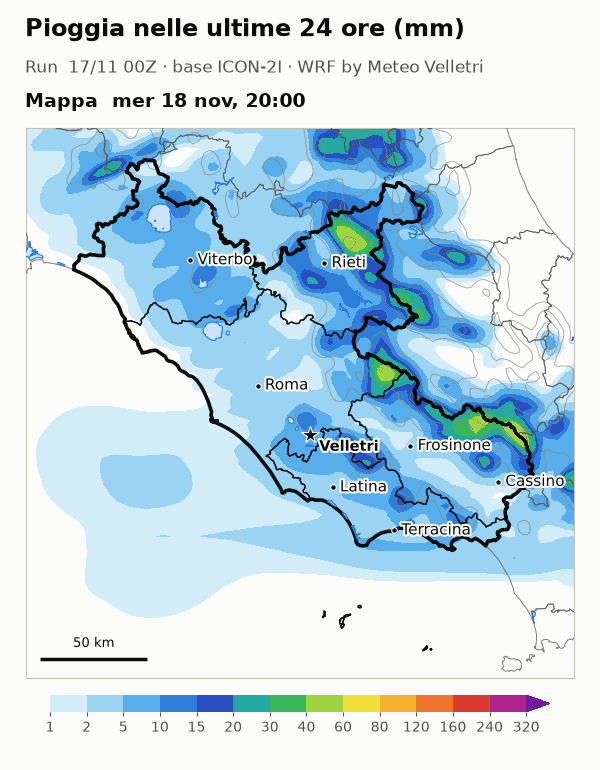 Pioggia nelle ultime 24 ore (mm)
Run 17/11 00Z · base ICON-2I · WRF by Meteo Velletri
Mappa mer 18 nov, 20:00
Viterbo
Rieti
Roma
Velletri
Frosinone
Latina
Cassino
Terracina
50 km
1 2 5 10 15 20 30 40 60 80 120 160 240 320